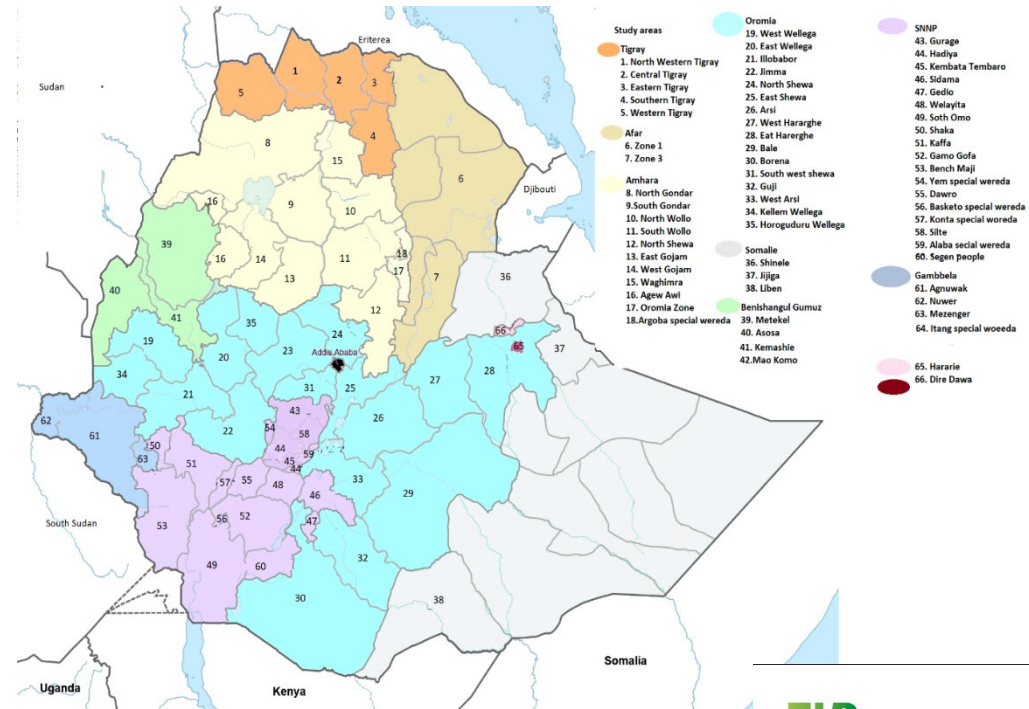 Study areas
Tigray
1. North Western Tigray
2. Central Tigray
3. Eastern Tigray
4. Southern Tigray
5. Western Tigray
Afar
6. Zone 1
7. Zone 3
Amhara
8. North Gondar
9.South Gondar
10. North Wollo
11. South Wollo
12. North Shewa
13. East Gojam
14. West Gojam
15. Waghimra
16. Agew Awi
17. Oromia Zone
18.Argoba special wereda
Oromia
19. West Wellega
20. East Wellega
21. Illobabor
22. Jimma
24. North Shewa
25. East Shewa
26. Arsi
27. West Hararghe
28. Eat Harerghe
29. Bale
30. Borena
31. South west shewa
32. Guji
33. West Arsi
34. Kellem Wellega
35. Horoguduru Wellega
Somalie
36. Shinele
37. Jijiga
38. Liben
Benishangul Gumuz
39. Metekel
40. Asosa
41. Kemashie
42.Mao Komo
SNNP
43. Gurage
44. Hadiya
45. Kembata Tembaro
46. Sidama
47. Gedio
48. Welayita
49. Soth Omo
50. Shaka
51. Kaffa
52. Gamo Gofa
53. Bench Maji
54. Yem special wereda
55. Dawro
56. Basketo special wereda
57. Konta special woreda
58. Silte
59. Alaba secial wereda
60. Segen people
Gambbela
61. Agnuwak
62. Nuwer
63. Mezenger
64. Itang special woeeda
65. Hararie
66. Dire Dawa
Eriterea
Sudan
Djibouti
Addis Ababa
South Sudan
Uganda
Kenya
Somalia
1
2
3
5
4
8
15
6
16
9
10
39
16
14
11
18
17
13
7
36
40
41
12
35
19
24
66
65
37
23
20
34
27
28
31
25
21
26
62
61
43
22
54
58
50
44
59
63
51
45
44
33
57
55
48
46
29
56
52
47
53
32
49
60
30
38